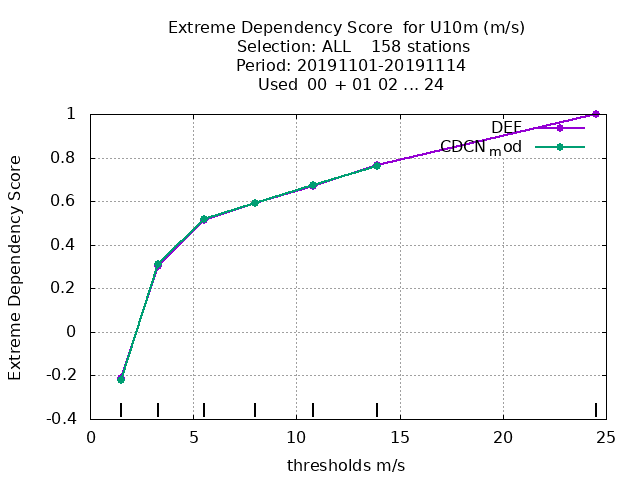 Extreme Dependency Score  for U10m (m/s)
Selection: ALL    158 stations
Period: 20191101-20191114
Used  00  + 01 02 ... 24
DEF
CDCNmod
1
0.8
0.6
0.4
0.2
0
-0.2
-0.4
Extreme Dependency Score
0 5 10 15 20 25
thresholds m/s